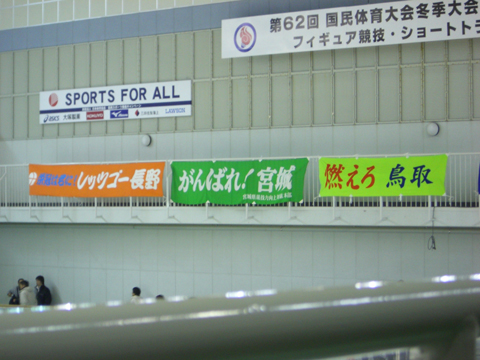 第62回 国民体育大会冬季大会
フィギュア競技・ショートトラ
SPORTS FOR ALL
レッツゴー長野
がんばれ!宮城
燃えろ 鳥取